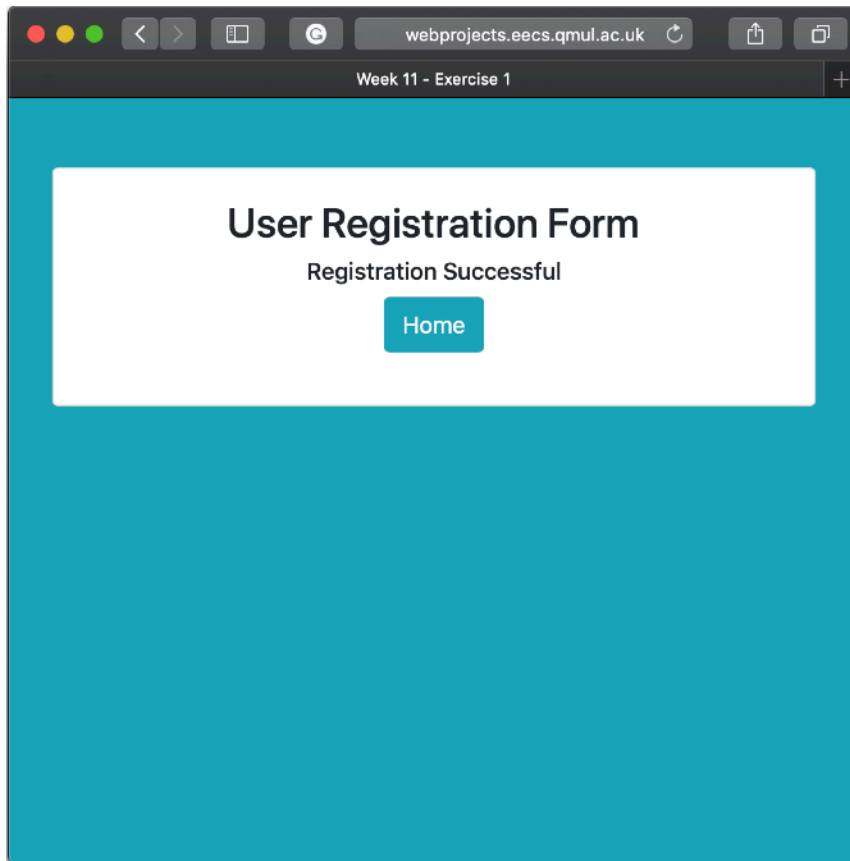 G
webprojects.eecs.qmul.ac.uk
Week 11 - Exercise 1
User Registration Form
Registration Successful
Home